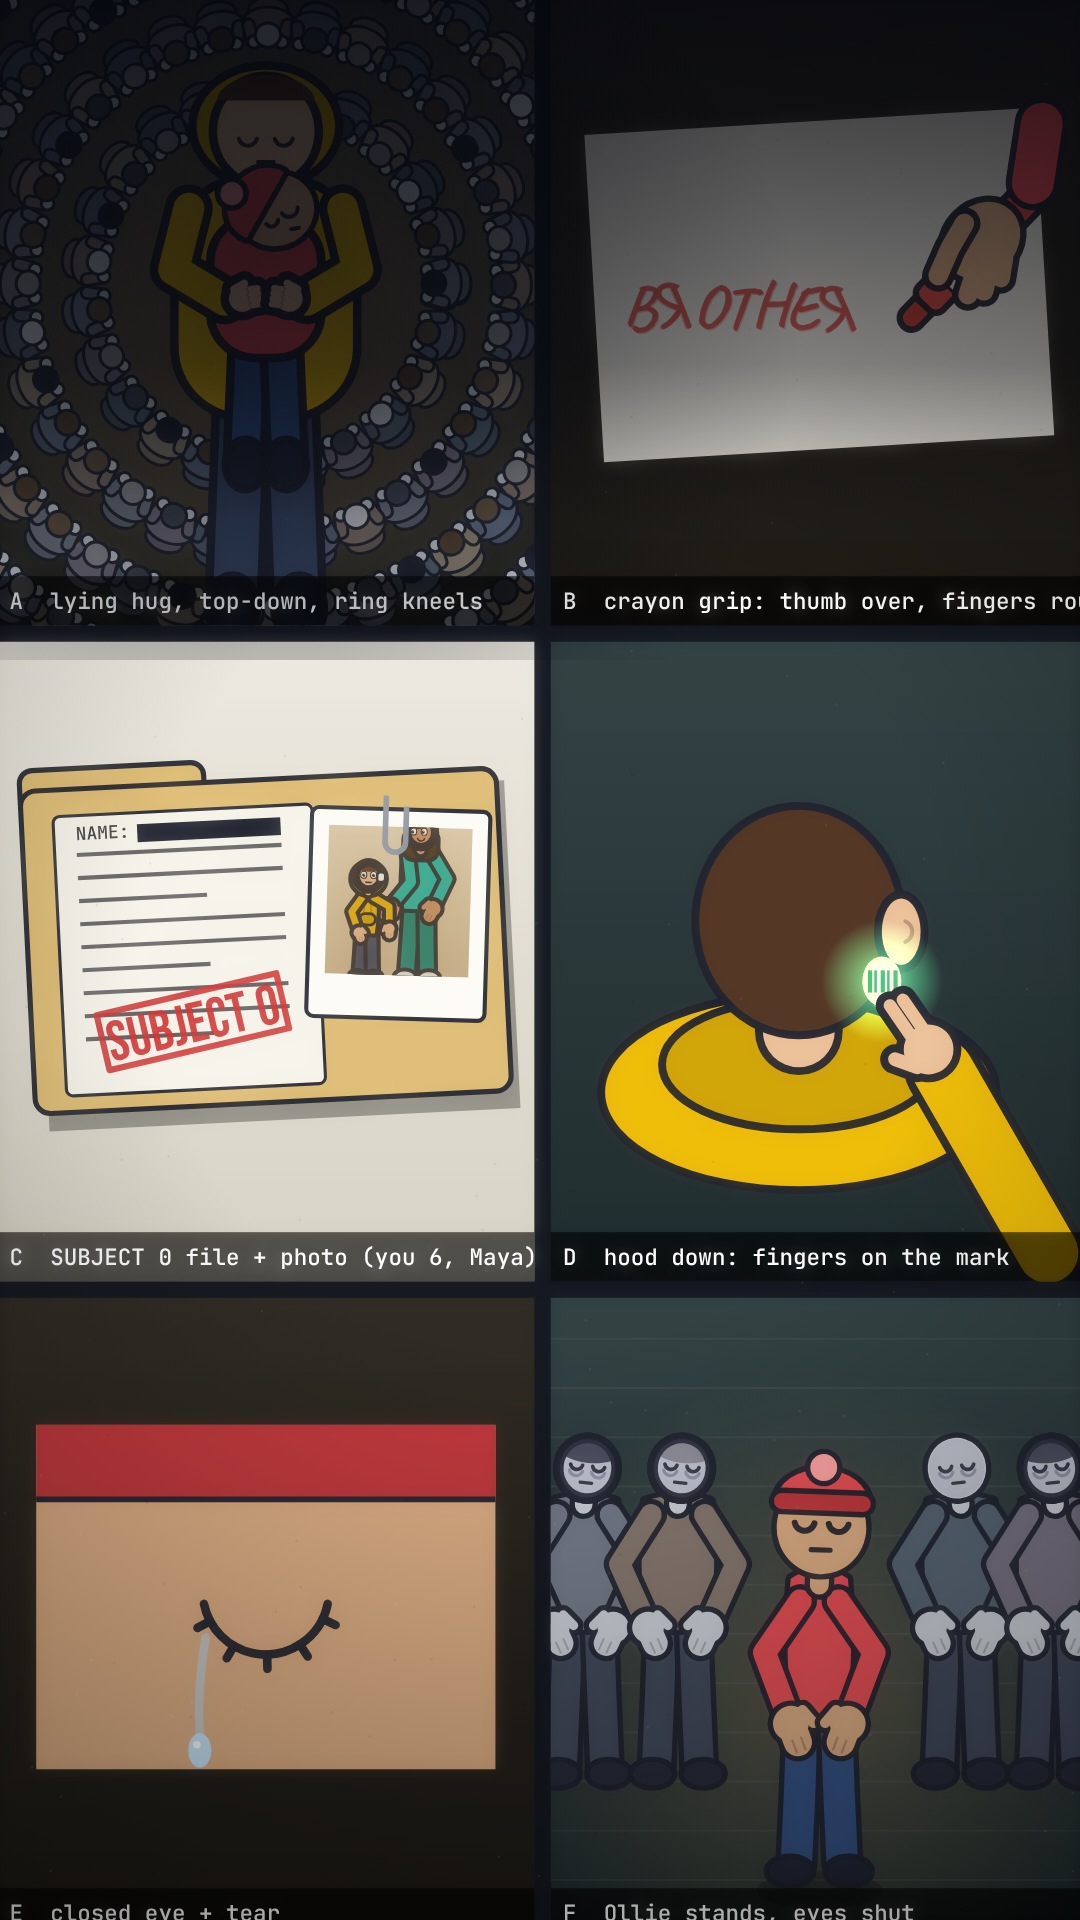 BROTHER
A lying hug, top-down, ring kneels
B crayon grip: thumb over, fingers rou
NAME:
SUBJECT 0
C SUBJECT 0 file + photo (you 6, Maya)
D hood down: fingers on the mark
E closed eye + tear
F Ollie stands, eyes shut